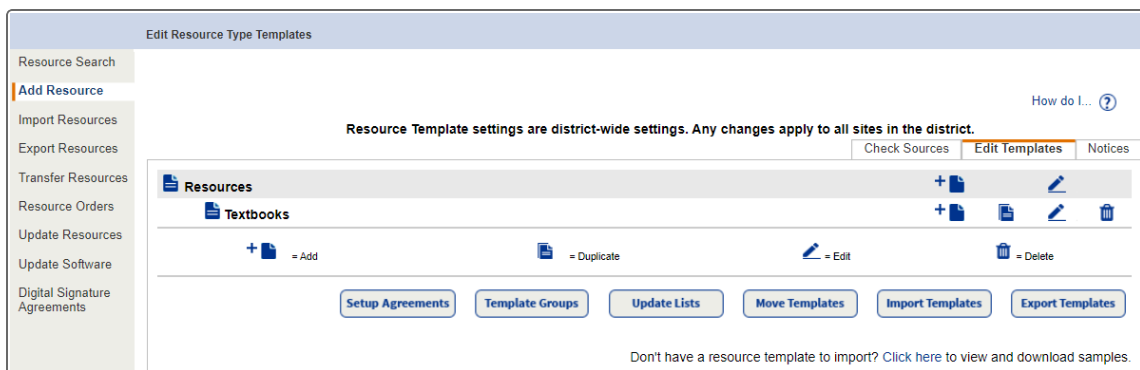 Edit Resource Type Templates
Resource Search
Add Resource
Import Resources
Export Resources
Transfer Resources
Resource Orders
Update Resources
Update Software
Digital Signature
Agreements
How do I... ?
Resource Template settings are district-wide settings. Any changes apply to all sites in the district.
Check Sources Edit Templates Notices
Resources
Textbooks
= Add = Duplicate = Edit = Delete
Setup Agreements Template Groups Update Lists Move Templates Import Templates Export Templates
Don't have a resource template to import? Click here to view and download samples.